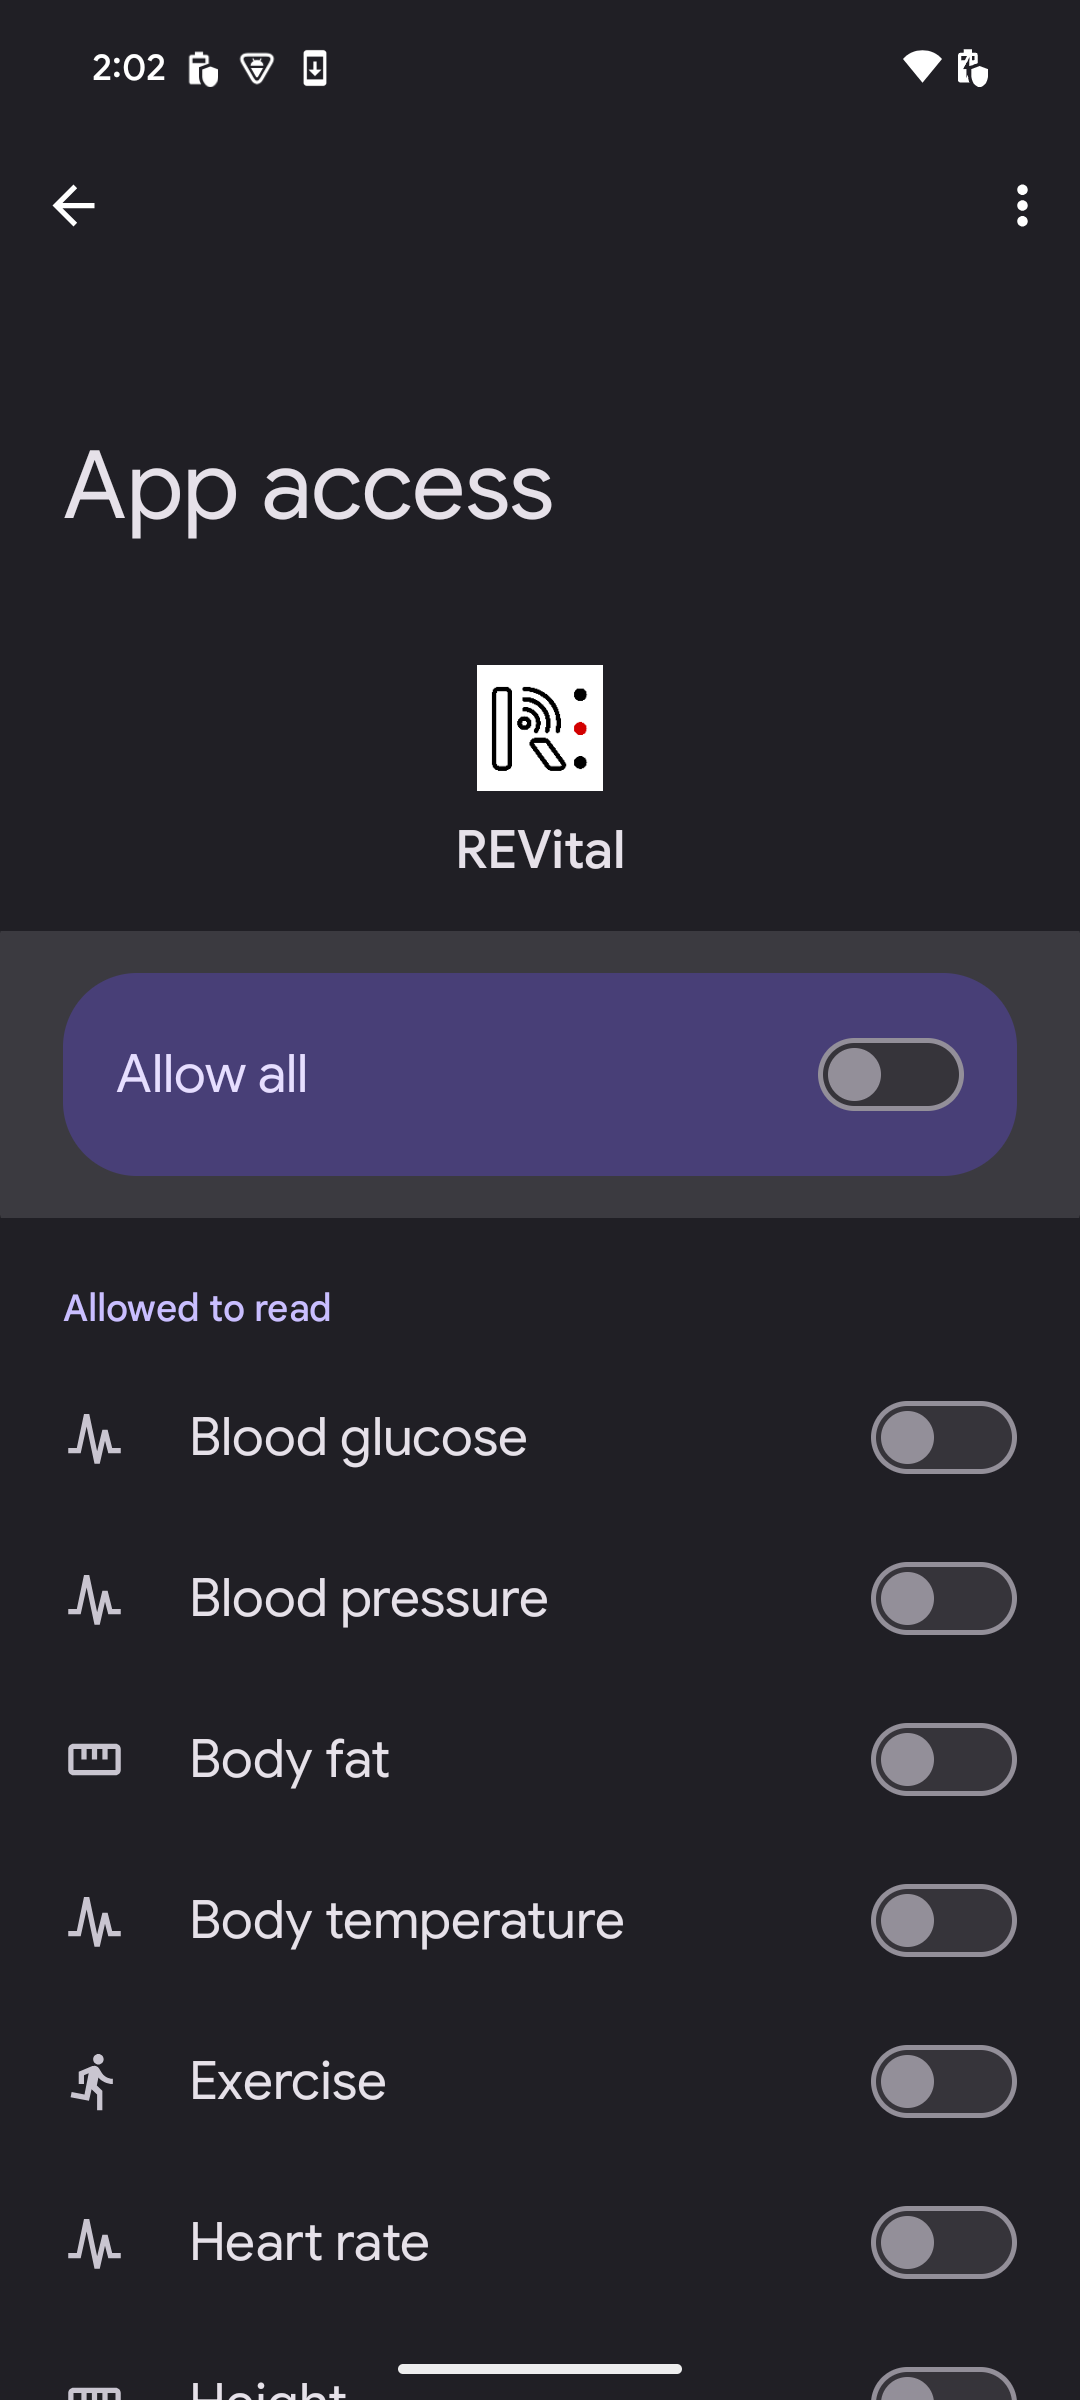 2:02
App access
REVital
Allow all
Allowed to read
Blood glucose
Blood pressure
Body fat
Body temperature
Exercise
Heart rate
Height